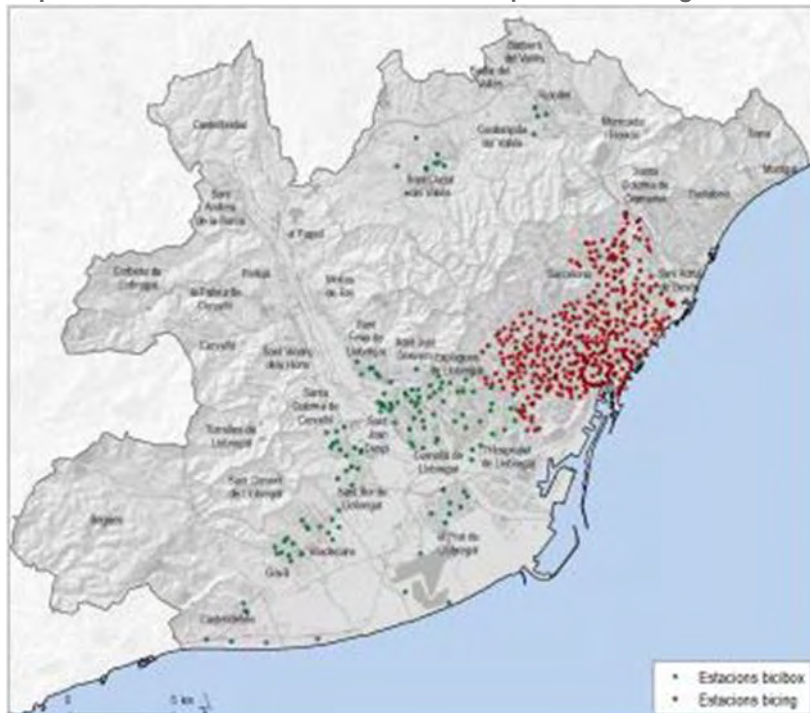 Barberà
del Vallès
Ripollet
Castellbisbal
Cerdanyola
del Vallès
Montcada
i Reixac
Tiana
Montgat
Sant Cugat
del Vallès
Santa
Coloma de
Gramenet
Badalona
Sant
Andreu
de la Barca
el Papiol
Corbera de
Llobregat
Pallejà
la Palma de
Cervelló
Molins
de Rei
Barcelona
Sant Adrià
de Besòs
Cervelló
Sant Vicenç
dels Horts
Sant
Feliu de
Llobregat
Sant Just
Desvern
Esplugues
de Llobregat
Santa
Coloma de
Cervelló
Torrelles de
Llobregat
Sant
Joan
Despí
Cornellà de
Llobregat
l'Hospitalet
de Llobregat
Sant Climent
de Llobregat
Sant Boi de
Llobregat
Begues
Viladecans
el Prat de
Llobregat
Gavà
Castelldefels
0
5 km
Estacions bicibox
Estacions bicing